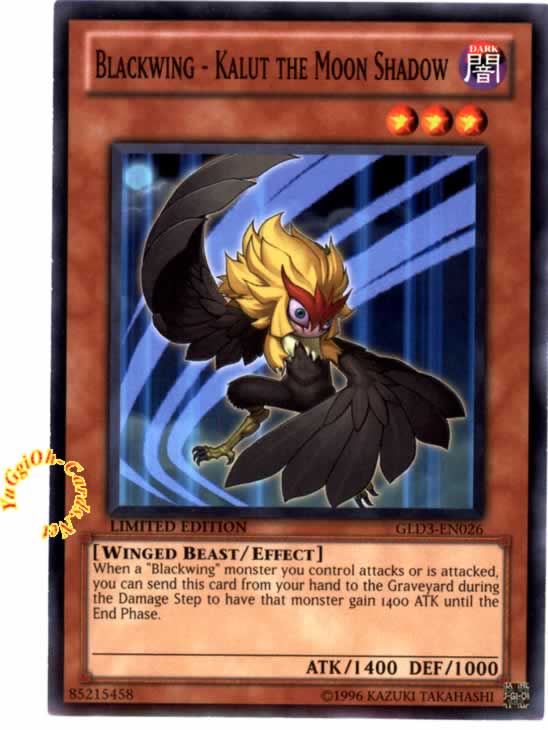 BLACKWING - KALUT THE MOON SHADOW
DARK
闇
YuGgiOh-Cards.Net
LIMITED EDITION
GLD3-EN026
[WINGED BEAST/EFFECT]
When a "Blackwing" monster you control attacks or is attacked,
you can send this card from your hand to the Graveyard during
the Damage Step to have that monster gain 1400 ATK until the
End Phase.
ATK/1400 DEF/1000
85215458
©1996 KAZUKI TAKAHASHI